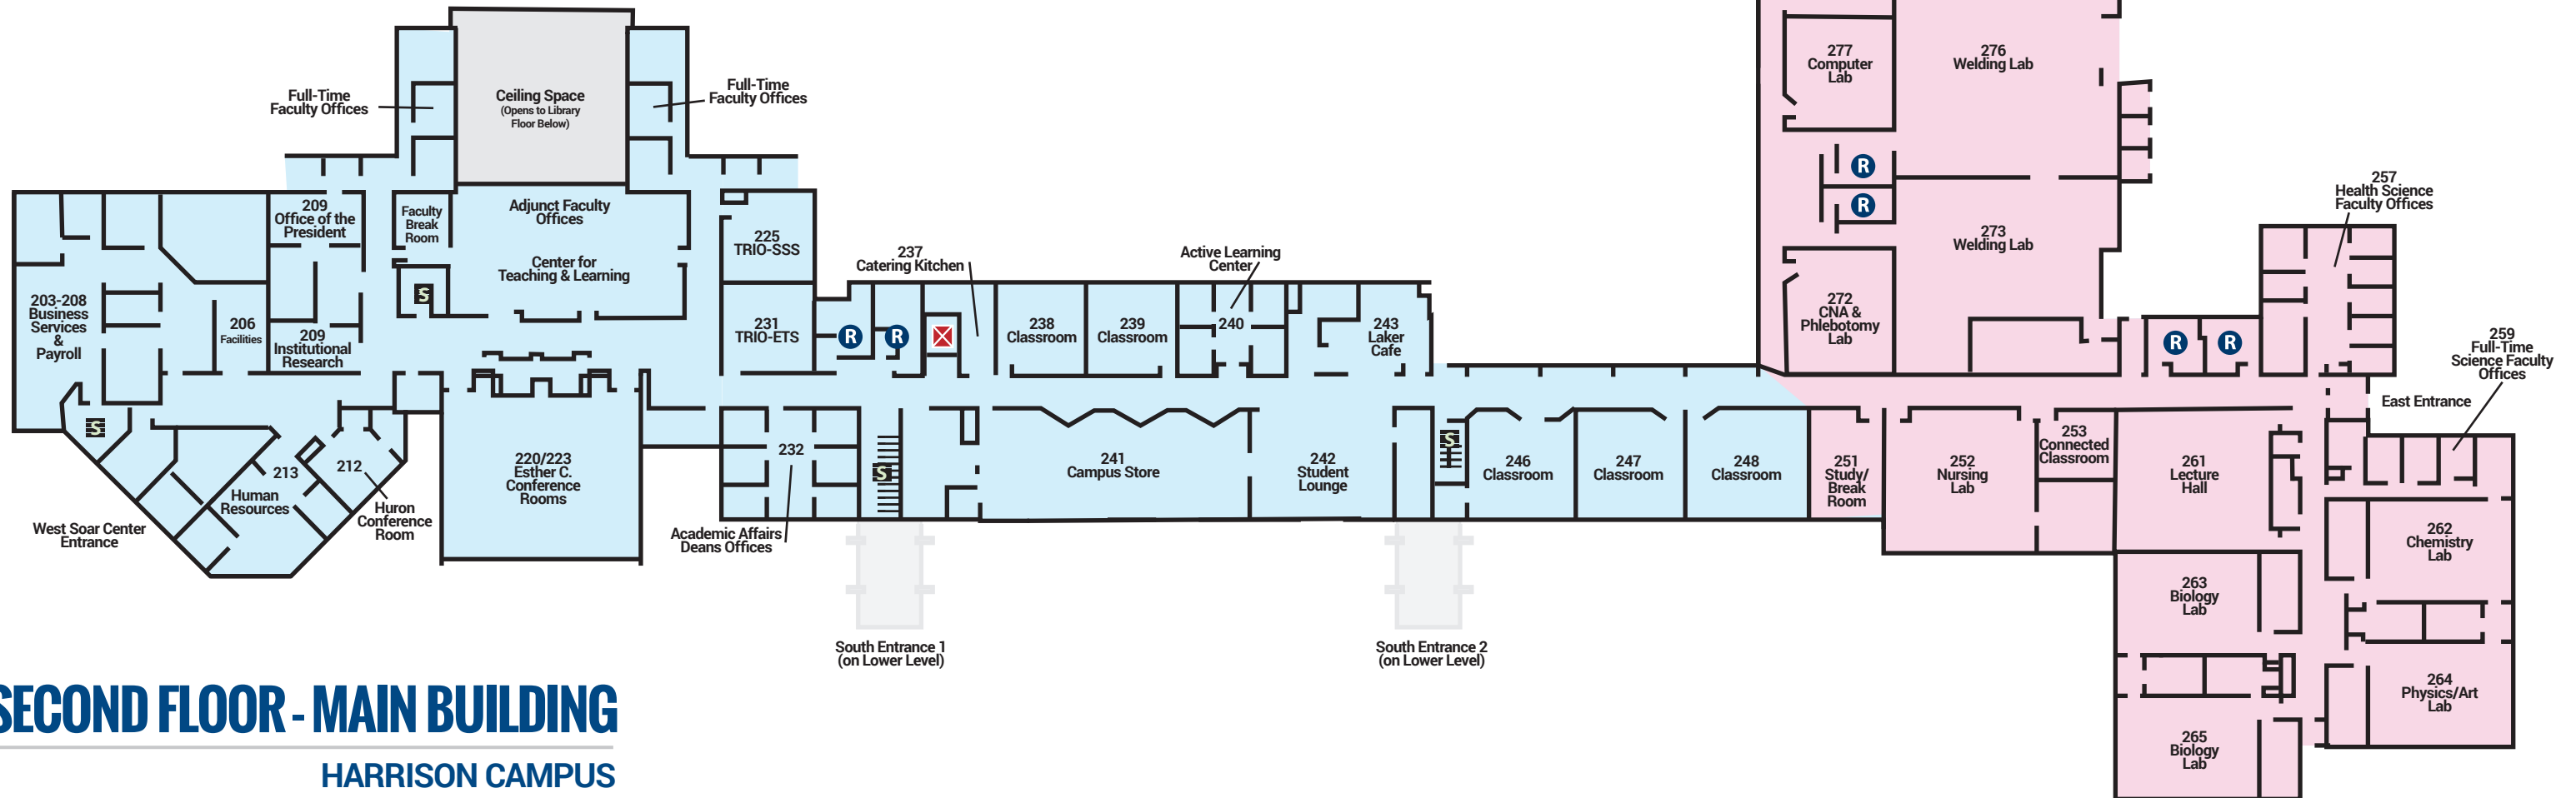 Full-Time
Faculty Offices
Ceiling Space
(Opens to Library
Floor Below)
Full-Time
Faculty Offices
277
Computer
Lab
276
Welding Lab
R
R
273
Welding Lab
272
CNA &
Phlebotomy
Lab
257
Health Science
Faculty Offices
209
Office of the
President
Faculty
Break
Room
Adjunct Faculty
Offices
Center for
Teaching & Learning
S
225
TRIO-SSS
231
TRIO-ETS
203-208
Business
Services
&
Payroll
206
Facilities
209
Institutional
Research
R
R
237
Catering Kitchen
238
Classroom
239
Classroom
Active Learning
Center
240
243
Laker
Cafe
R
R
259
Full-Time
Science Faculty
Offices
East Entrance
S
213
Human
Resources
212
Huron
Conference
Room
West Soar Center
Entrance
220/223
Esther C.
Conference
Rooms
232
Academic Affairs
Deans Offices
S
241
Campus Store
242
Student
Lounge
S
246
Classroom
247
Classroom
248
Classroom
251
Study/
Break
Room
252
Nursing
Lab
253
Connected
Classroom
261
Lecture
Hall
262
Chemistry
Lab
263
Biology
Lab
264
Physics/Art
Lab
265
Biology
Lab
South Entrance 1
(on Lower Level)
South Entrance 2
(on Lower Level)
SECOND FLOOR - MAIN BUILDING
HARRISON CAMPUS